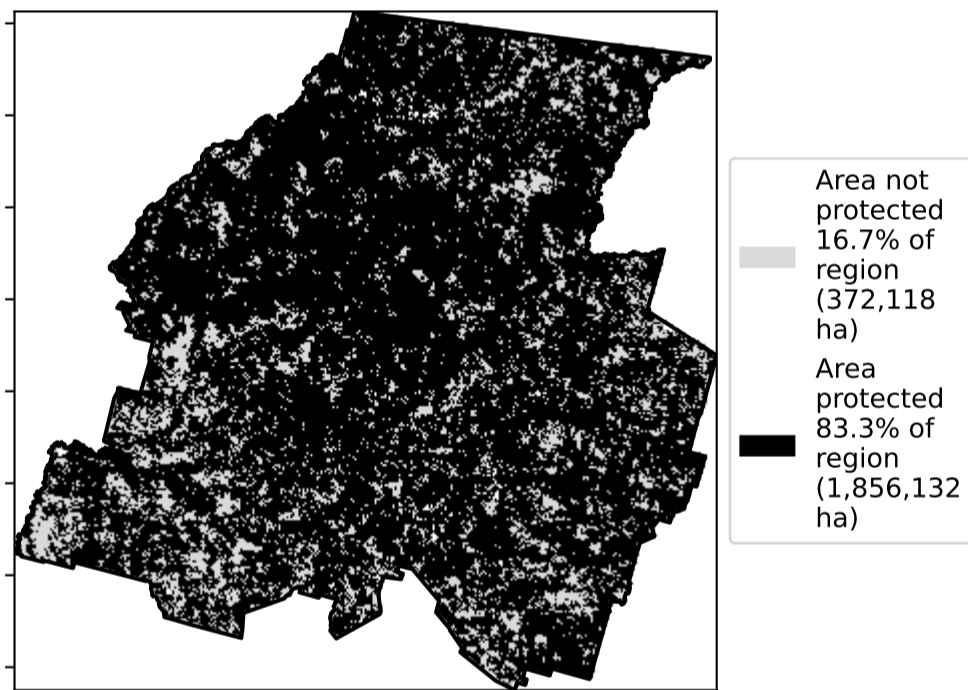 Area not
protected
16.7% of
region
(372,118
ha)
Area
protected
83.3% of
region
(1,856,132
ha)